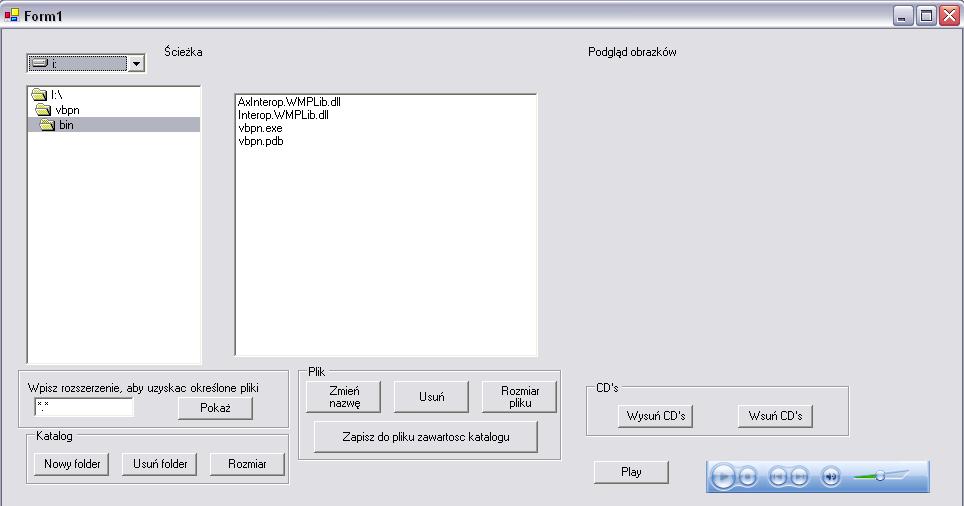 Form1
i:
Ścieżka
Podgląd obrazków
I:\
vbpn
bin
AxInterop.WMPLib.dll
Interop.WMPLib.dll
vbpn.exe
vbpn.pdb
Wpisz rozszerzenie, aby uzyskac określone pliki
*.*
Pokaż
Katalog
Nowy folder
Usuń folder
Rozmiar
Plik
Zmień
nazwę
Usuń
Rozmiar
pliku
Zapisz do pliku zawartosc katalogu
CD's
Wysuń CD's
Wsuń CD's
Play